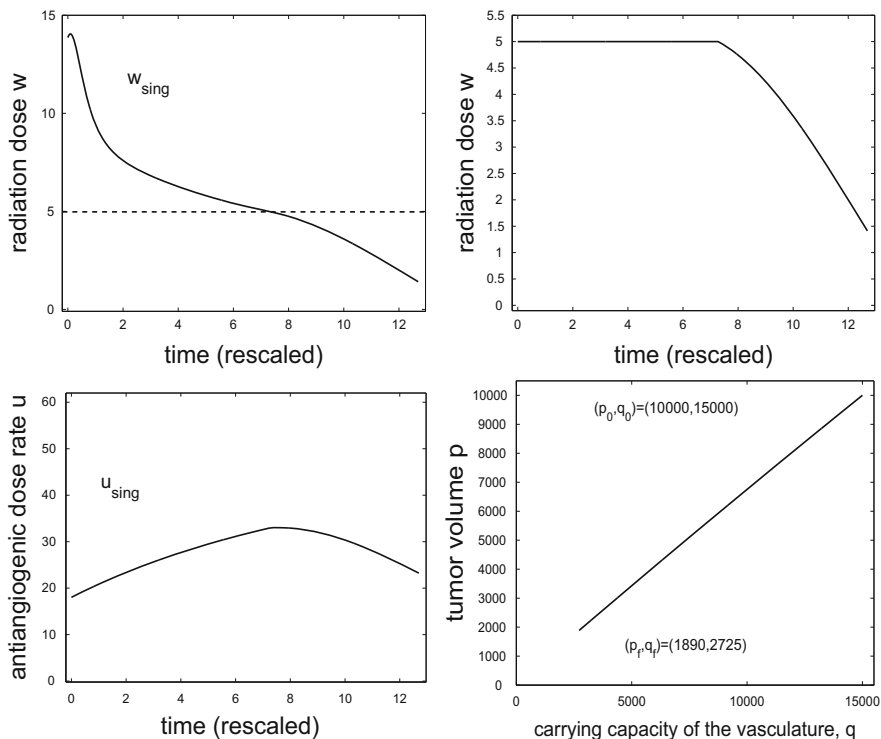 radiation dose w
15
10
5
0
w_sing
0 2 4 6 8 10 12
time (rescaled)
radiation dose w
5.5
5
4.5
4
3.5
3
2.5
2
1.5
1
0.5
0
0 2 4 6 8 10 12
time (rescaled)
antiangiogenic dose rate u
60
50
40
30
20
10
0
u_sing
0 2 4 6 8 10 12
time (rescaled)
tumor volume p
10000
9000
8000
7000
6000
5000
4000
3000
2000
1000
0
(p_0,q_0)=(10000,15000)
(p_f,q_f)=(1890,2725)
0 5000 10000 15000
carrying capacity of the vasculature, q